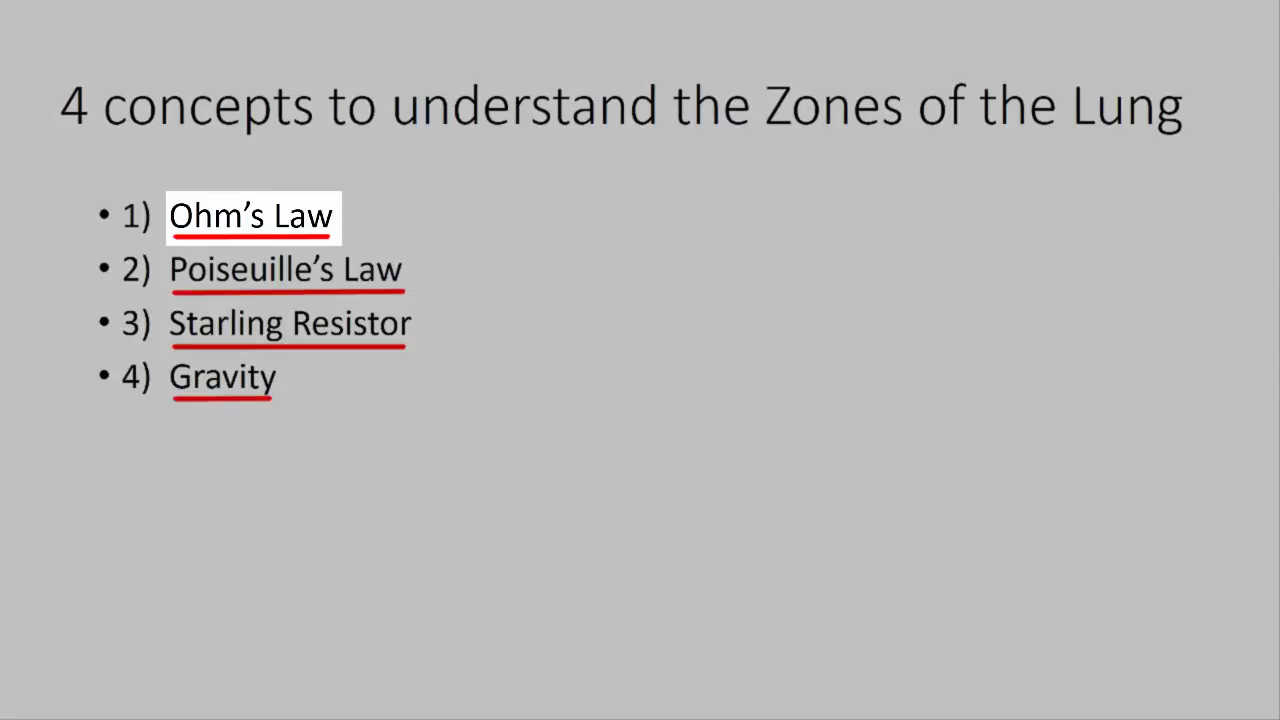 4 concepts to understand the Zones of the Lung
• 1) Ohm’s Law
• 2) Poiseuille’s Law
• 3) Starling Resistor
• 4) Gravity